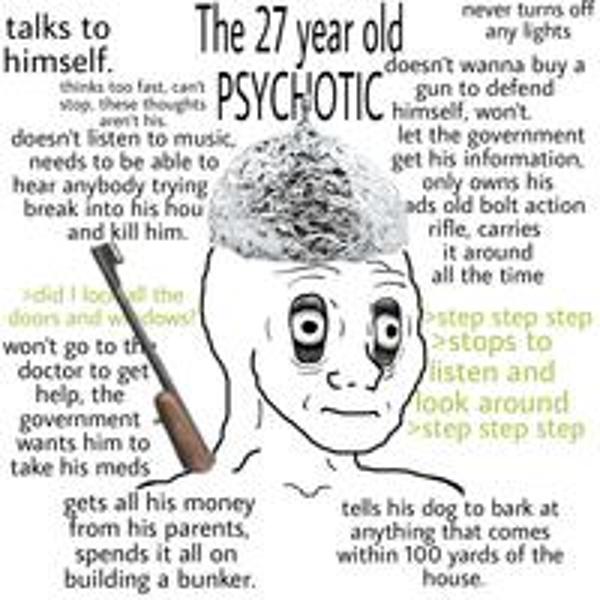 The 27 year old
PSYCHOTIC
talks to
himself.
thinks too fast, can't
stop, these thoughts
aren't his.
doesn't listen to music,
needs to be able to
hear anybody trying
break into his hou
and kill him.
>did I lock all the
doors and windows?
won't go to the
doctor to get
help, the
government
wants him to
take his meds
gets all his money
from his parents,
spends it all on
building a bunker.
never turns off
any lights
doesn't wanna buy a
gun to defend
himself, won't.
let the government
get his information,
only owns his
ads old bolt action
rifle, carries
it around
all the time
>step step step
>stops to
listen and
look around
>step step step
tells his dog to bark at
anything that comes
within 100 yards of the
house.